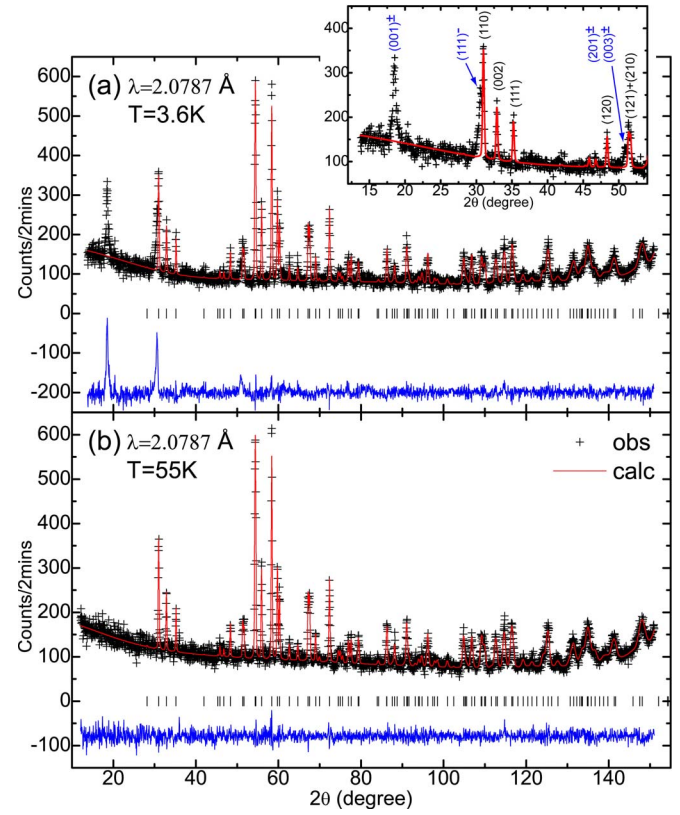 (001)±
(111)⁻
(110)
(002)
(111)
(201)±
(003)±
(120)
(121)+(210)
400
300
200
100
15 20 25 30 35 40 45 50
2θ (degree)
(a) λ=2.0787 Å
T=3.6K
600
500
400
300
200
100
0
-100
-200
Counts/2mins
(b) λ=2.0787 Å
T=55K
+ obs
calc
600
500
400
300
200
100
0
-100
Counts/2mins
20 40 60 80 100 120 140
2θ (degree)